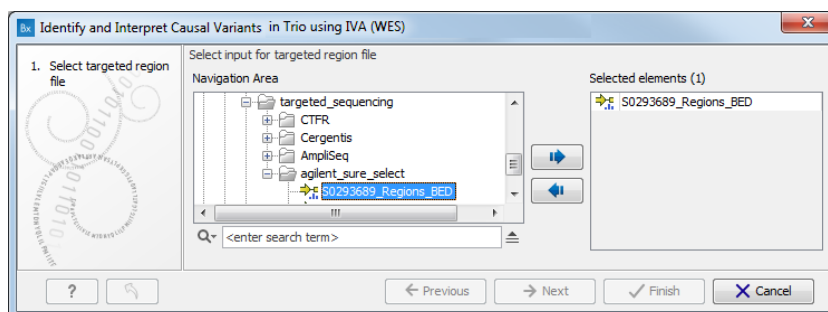 Bx Identify and Interpret Causal Variants in Trio using IVA (WES)
1. Select targeted region
file
Select input for targeted region file
Navigation Area
targeted_sequencing
CTFR
Cergentis
AmpliSeq
agilent_sure_select
S0293689_Regions_BED
<enter search term>
Selected elements (1)
S0293689_Regions_BED
?
Previous
Next
Finish
Cancel